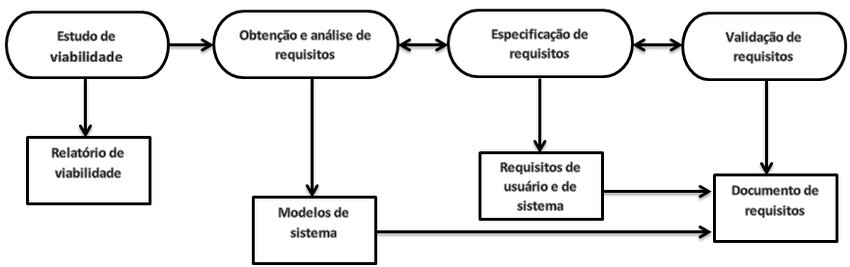 Estudo de
viabilidade
Obtenção e análise de
requisitos
Especificação de
requisitos
Validação de
requisitos
Relatório de
viabilidade
Modelos de
sistema
Requisitos de
usuário e de
sistema
Documento de
requisitos